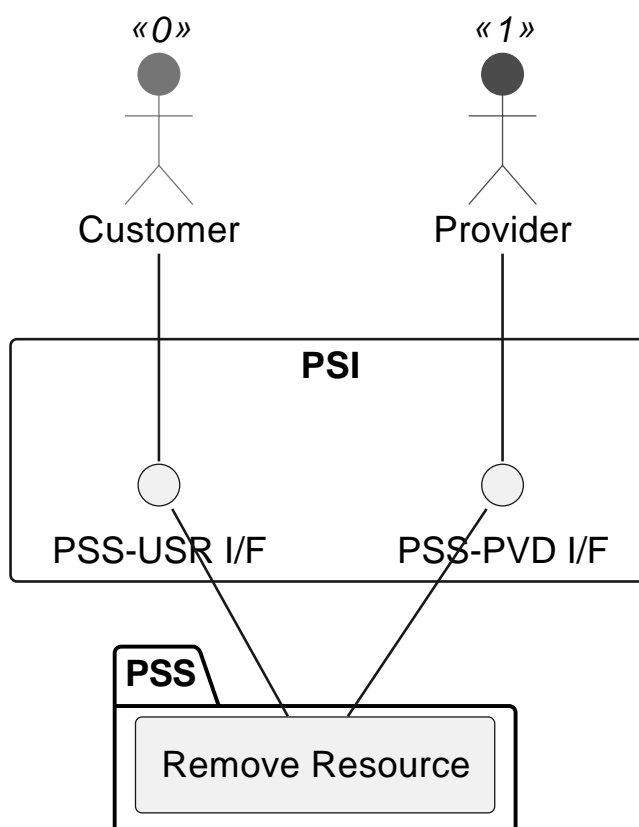 «0» «1»
Customer Provider
PSI
PSS-USR I/F PSS-PVD I/F
PSS
Remove Resource